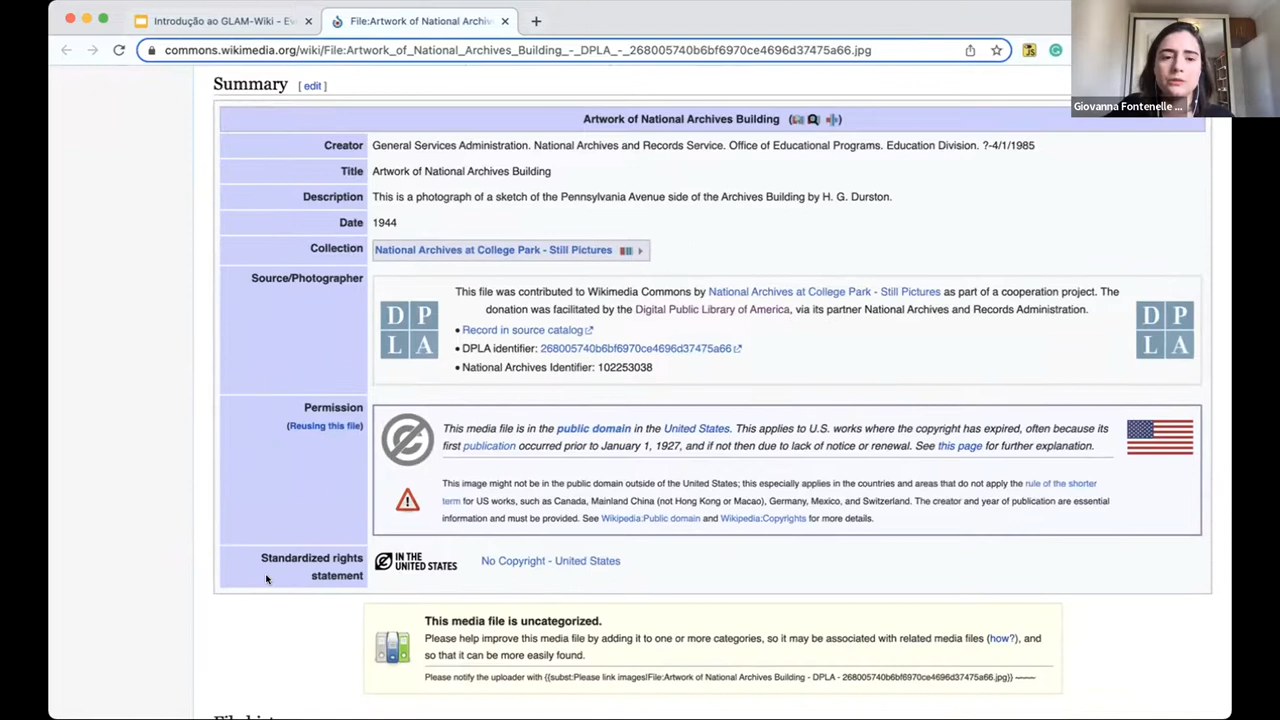 Introdução ao GLAM-Wiki - Ev
File:Artwork of National Archiv
commons.wikimedia.org/wiki/File:Artwork_of_National_Archives_Building_-_DPLA_-_268005740b6bf6970ce4696d37475a66.jpg
JS
Giovanna Fontenelle ...
Summary [ edit ]
Artwork of National Archives Building
Creator General Services Administration. National Archives and Records Service. Office of Educational Programs. Education Division. ?-4/1/1985
Title Artwork of National Archives Building
Description This is a photograph of a sketch of the Pennsylvania Avenue side of the Archives Building by H. G. Durston.
Date 1944
Collection National Archives at College Park - Still Pictures
Source/Photographer
DPLA
This file was contributed to Wikimedia Commons by National Archives at College Park - Still Pictures as part of a cooperation project. The
donation was facilitated by the Digital Public Library of America, via its partner National Archives and Records Administration.
• Record in source catalog
• DPLA identifier: 268005740b6bf6970ce4696d37475a66
• National Archives Identifier: 102253038
DPLA
Permission
(Reusing this file)
This media file is in the public domain in the United States. This applies to U.S. works where the copyright has expired, often because its
first publication occurred prior to January 1, 1927, and if not then due to lack of notice or renewal. See this page for further explanation.
This image might not be in the public domain outside of the United States; this especially applies in the countries and areas that do not apply the rule of the shorter
term for US works, such as Canada, Mainland China (not Hong Kong or Macao), Germany, Mexico, and Switzerland. The creator and year of publication are essential
information and must be provided. See Wikipedia:Public domain and Wikipedia:Copyrights for more details.
Standardized rights
statement
IN THE
UNITED STATES
No Copyright - United States
This media file is uncategorized.
Please help improve this media file by adding it to one or more categories, so it may be associated with related media files (how?), and
so that it can be more easily found.
Please notify the uploader with {{subst:Please link images|File:Artwork of National Archives Building - DPLA - 268005740b6bf6970ce4696d37475a66.jpg}} ~~~~